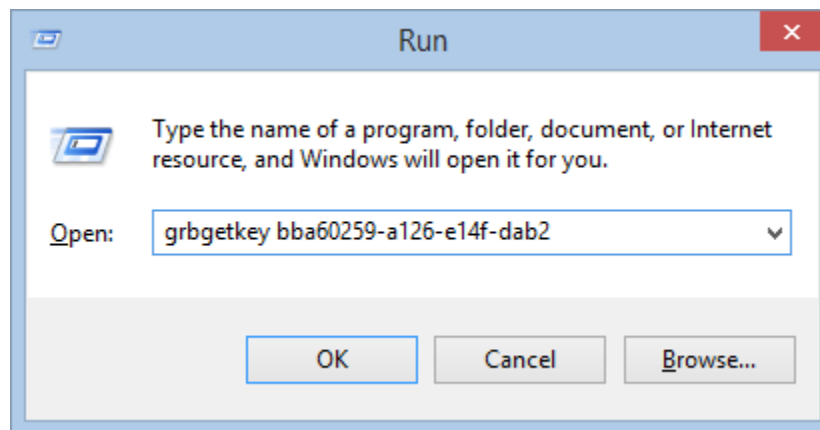 Run
Type the name of a program, folder, document, or Internet
resource, and Windows will open it for you.
Open: grbgetkey bba60259-a126-e14f-dab2
OK Cancel Browse...